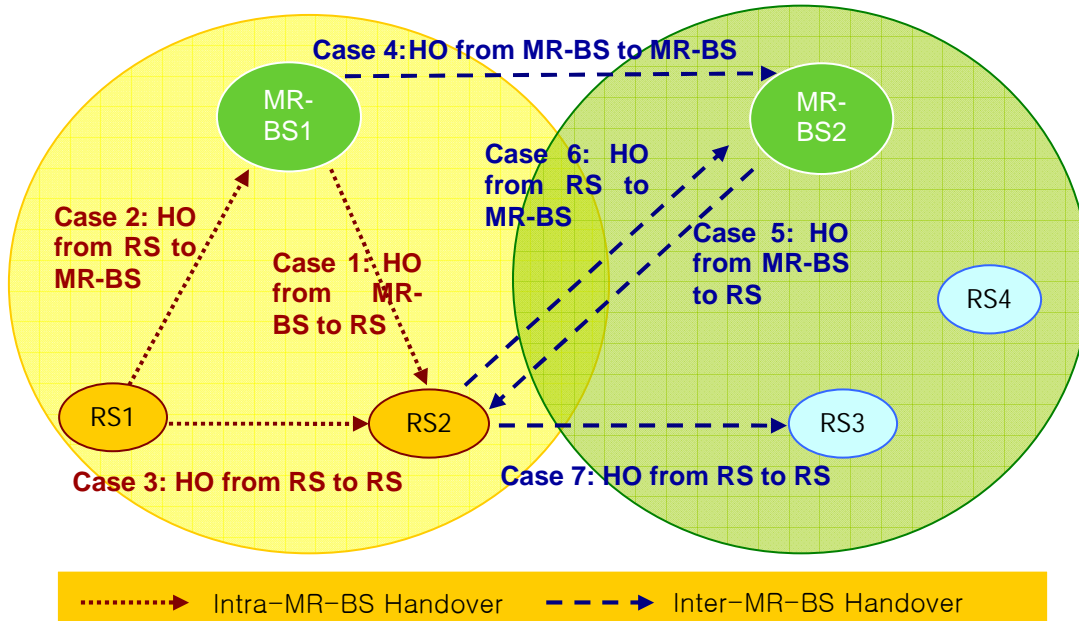 Case 4:HO from MR-BS to MR-BS
MR-
BS1
MR-
BS2
Case 6: HO
from RS to
MR-BS
Case 2: HO
from RS to
MR-BS
Case 1: HO
from MR-
BS to RS
Case 5: HO
from MR-BS
to RS
RS4
RS1
RS2
RS3
Case 3: HO from RS to RS
Case 7: HO from RS to RS
Intra-MR-BS Handover
Inter-MR-BS Handover